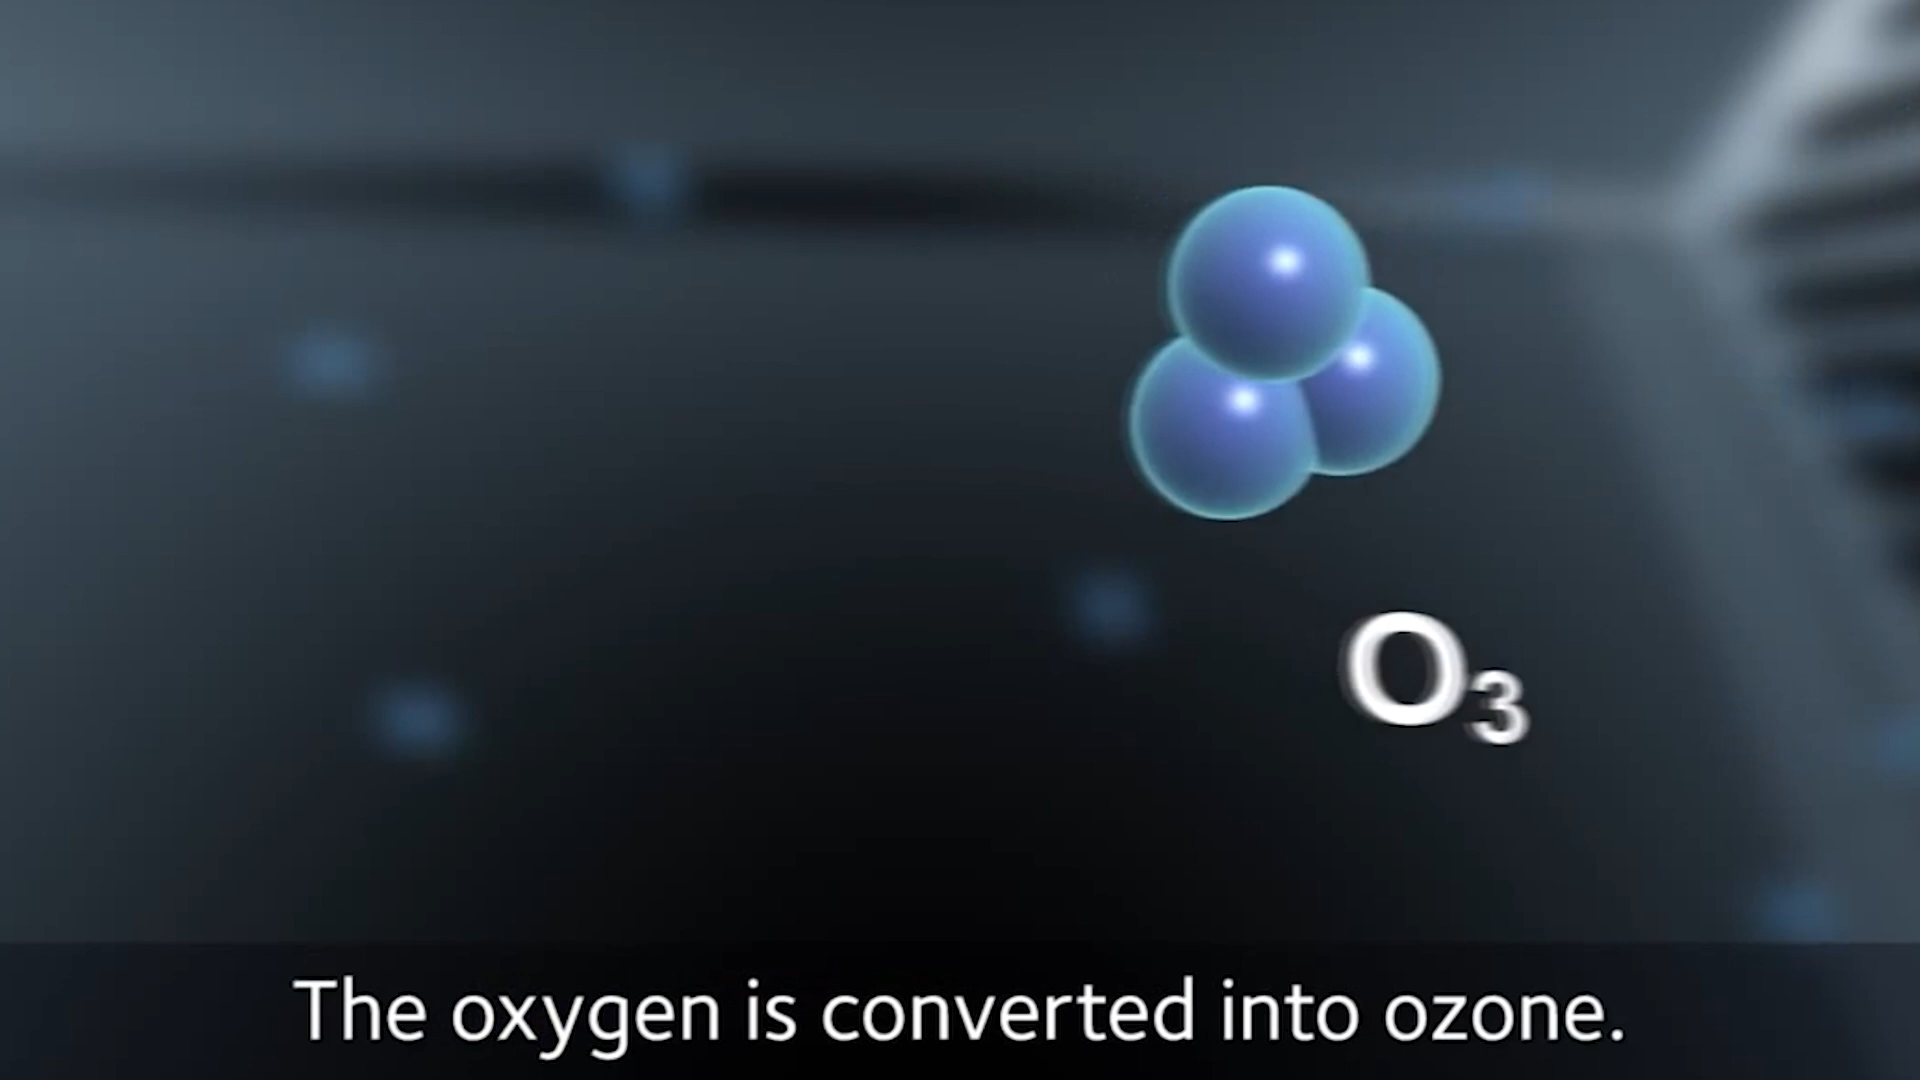 O₃
The oxygen is converted into ozone.